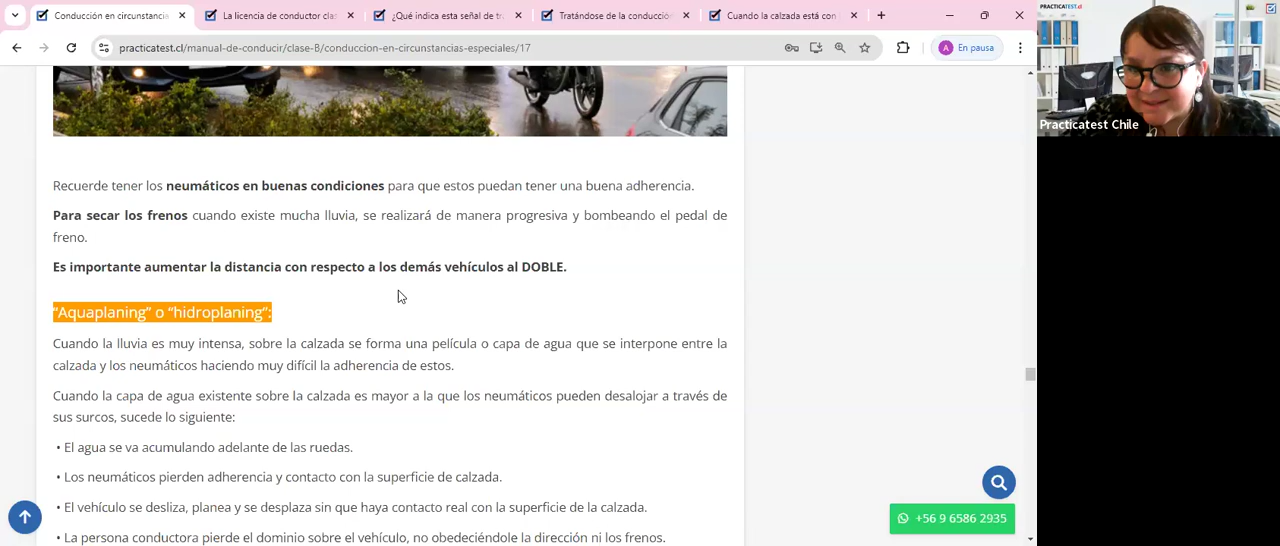 Conducción en circunstancia
La licencia de conductor clas
¿Qué indica esta señal de tr
Tratándose de la conducción
Cuando la calzada está con
practicatest.cl/manual-de-conducir/clase-B/conduccion-en-circunstancias-especiales/17
A En pausa
PRACTICATEST.cl
Practicatest Chile
Recuerde tener los neumáticos en buenas condiciones para que estos puedan tener una buena adherencia.
Para secar los frenos cuando existe mucha lluvia, se realizará de manera progresiva y bombeando el pedal de
freno.
Es importante aumentar la distancia con respecto a los demás vehículos al DOBLE.
“Aquaplaning” o “hidroplaning”:
Cuando la lluvia es muy intensa, sobre la calzada se forma una película o capa de agua que se interpone entre la
calzada y los neumáticos haciendo muy difícil la adherencia de estos.
Cuando la capa de agua existente sobre la calzada es mayor a la que los neumáticos pueden desalojar a través de
sus surcos, sucede lo siguiente:
• El agua se va acumulando adelante de las ruedas.
• Los neumáticos pierden adherencia y contacto con la superficie de calzada.
• El vehículo se desliza, planea y se desplaza sin que haya contacto real con la superficie de la calzada.
• La persona conductora pierde el dominio sobre el vehículo, no obedeciéndole la dirección ni los frenos.
+56 9 6586 2935